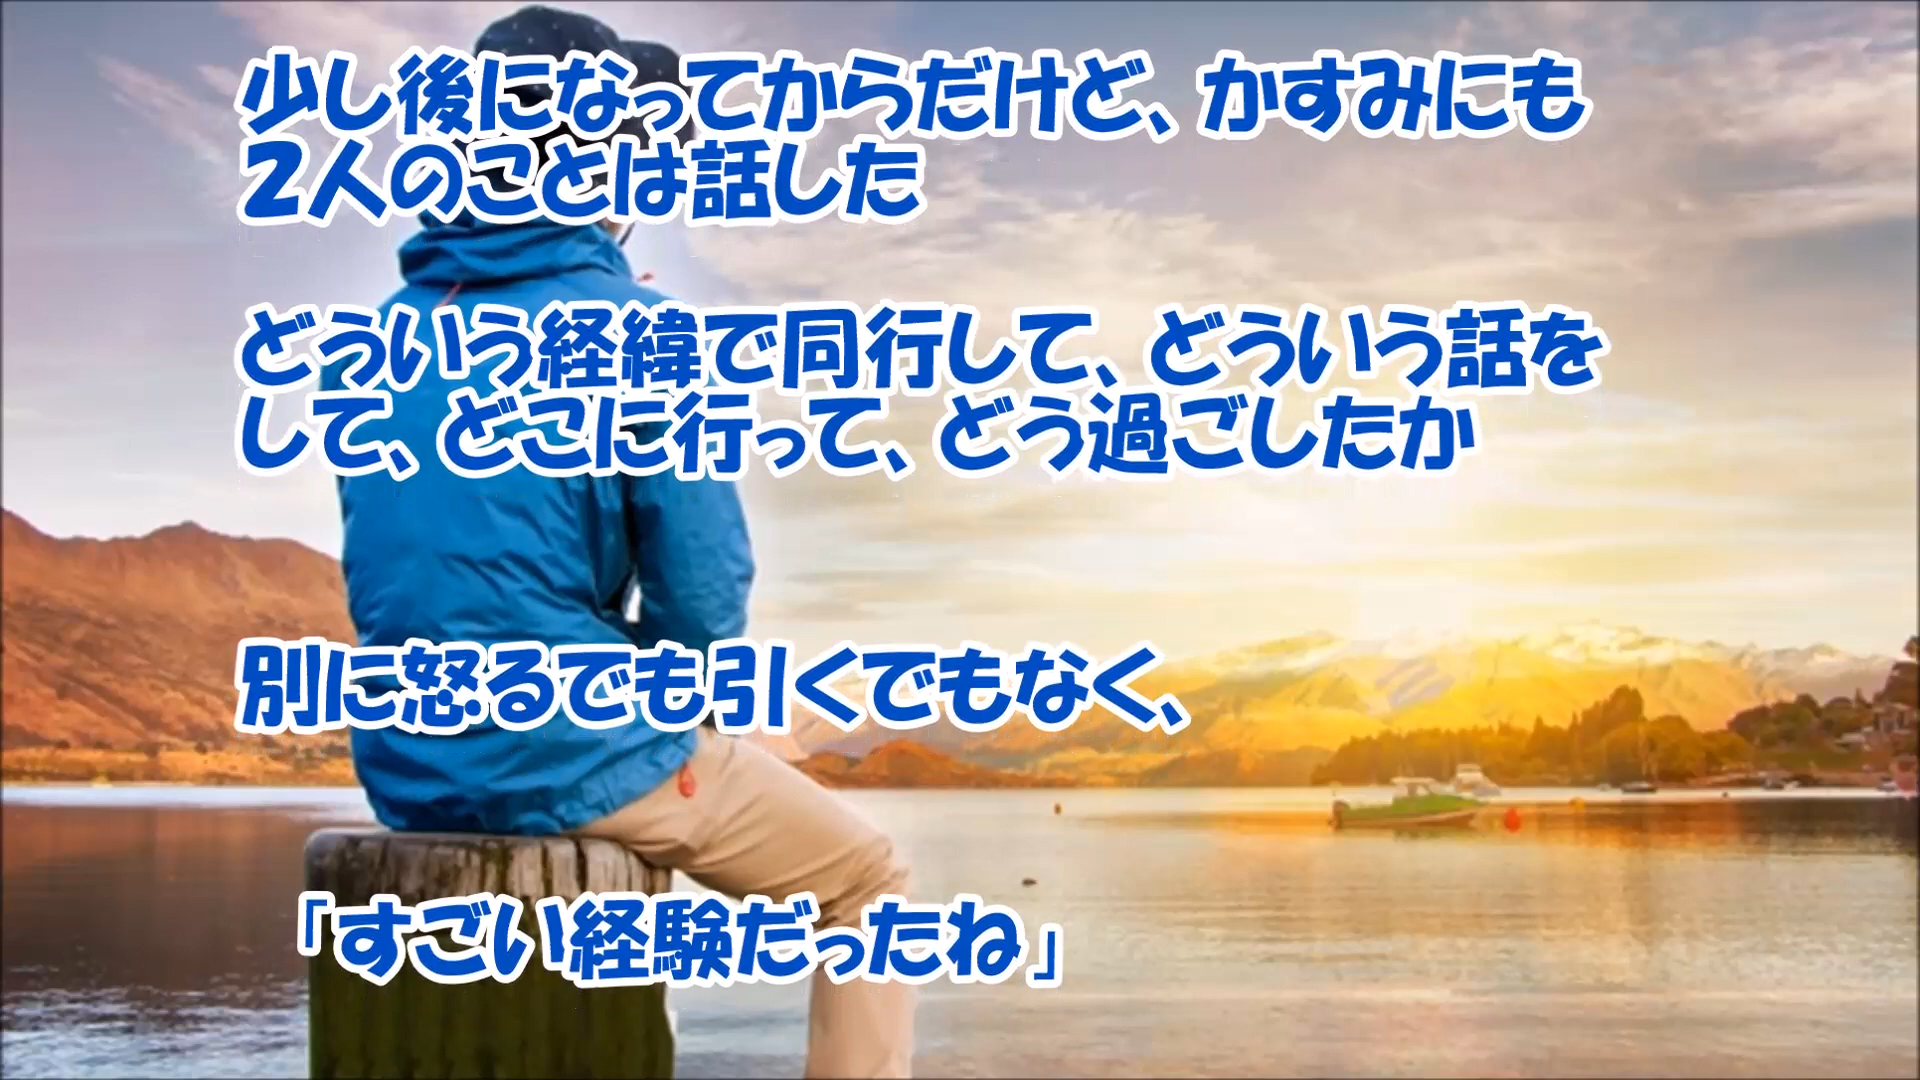 少し後になってからだけど、かすみにも
２人のことは話した
どういう経緯で同行して、どういう話を
して、どこに行って、どう過ごしたか
別に怒るでも引くでもなく、
「すごい経験だったね」